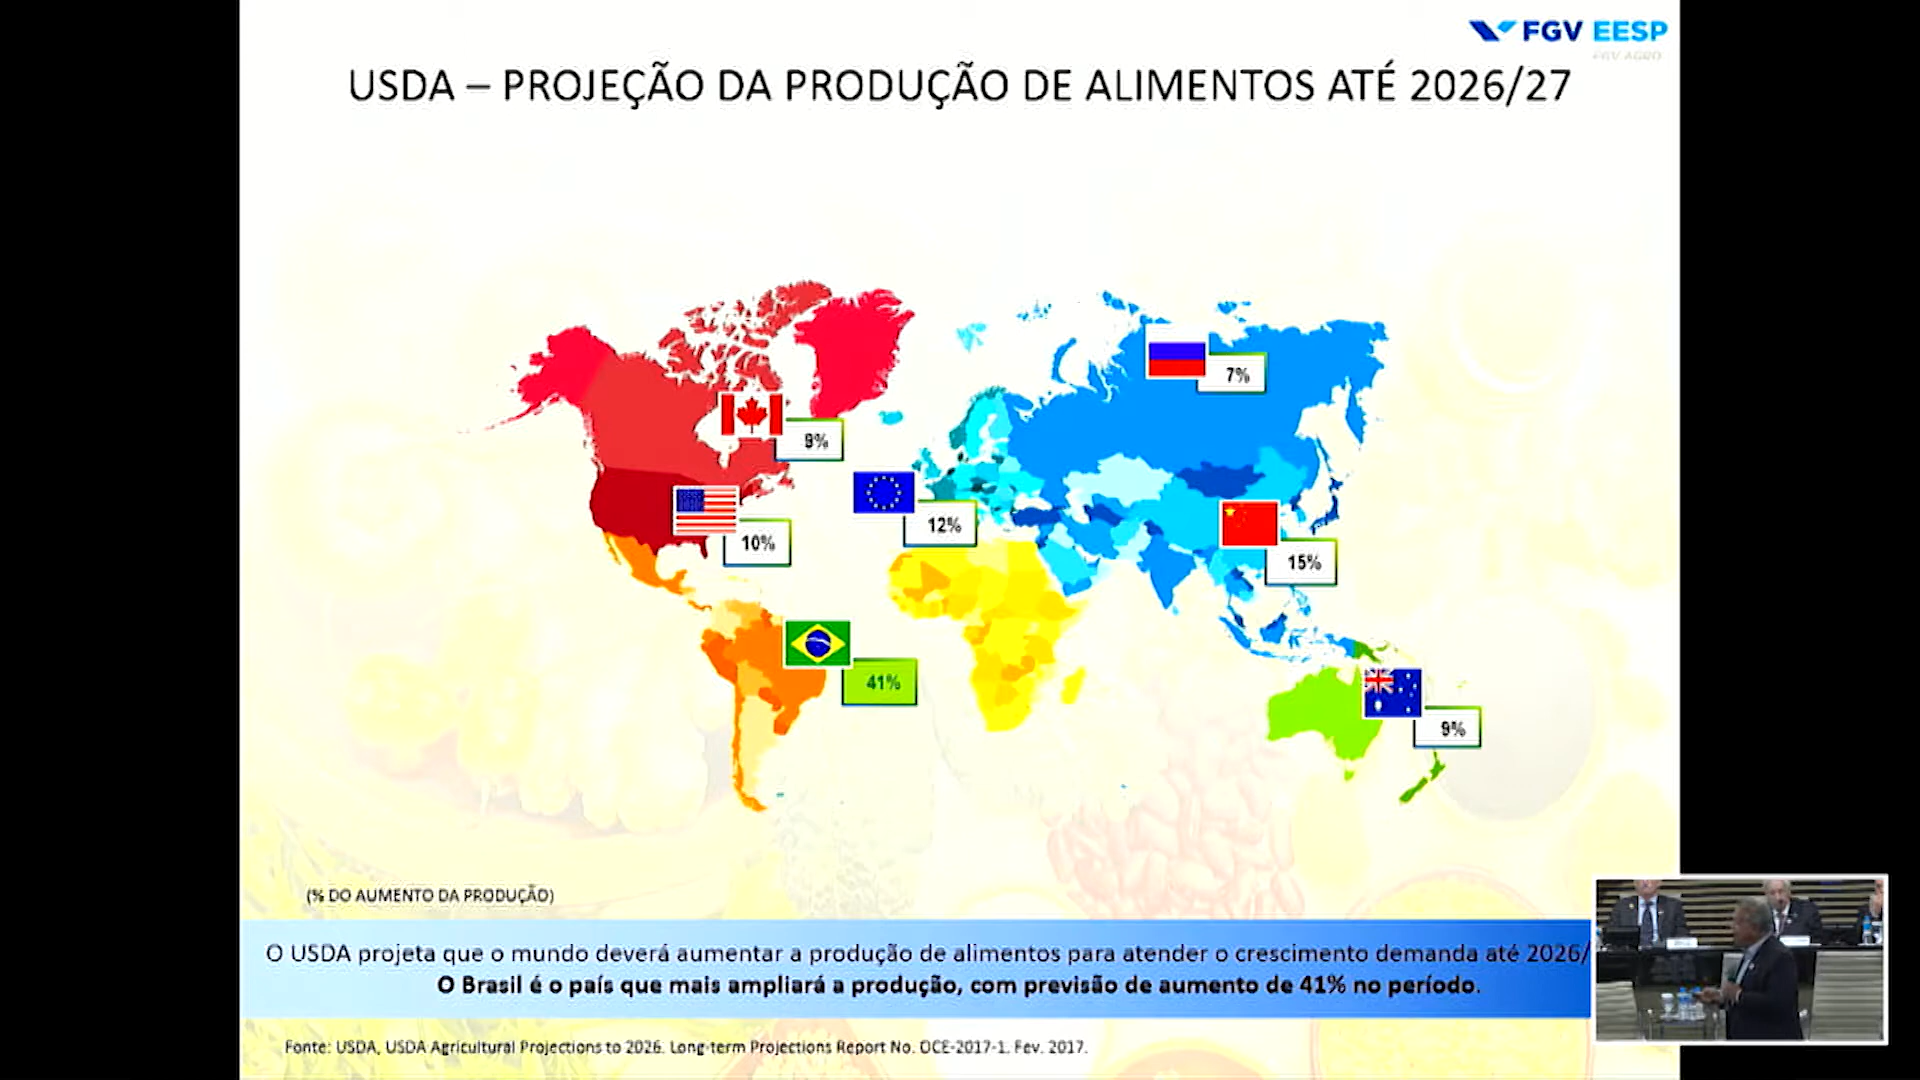 FGV EESP
FGV AGRO
USDA – PROJEÇÃO DA PRODUÇÃO DE ALIMENTOS ATÉ 2026/27
7%
9%
12%
10%
15%
41%
9%
(% DO AUMENTO DA PRODUÇÃO)
O USDA projeta que o mundo deverá aumentar a produção de alimentos para atender o crescimento demanda até 2026/
O Brasil é o país que mais ampliará a produção, com previsão de aumento de 41% no período.
Fonte: USDA, USDA Agricultural Projections to 2026. Long-term Projections Report No. OCE-2017-1. Fev. 2017.